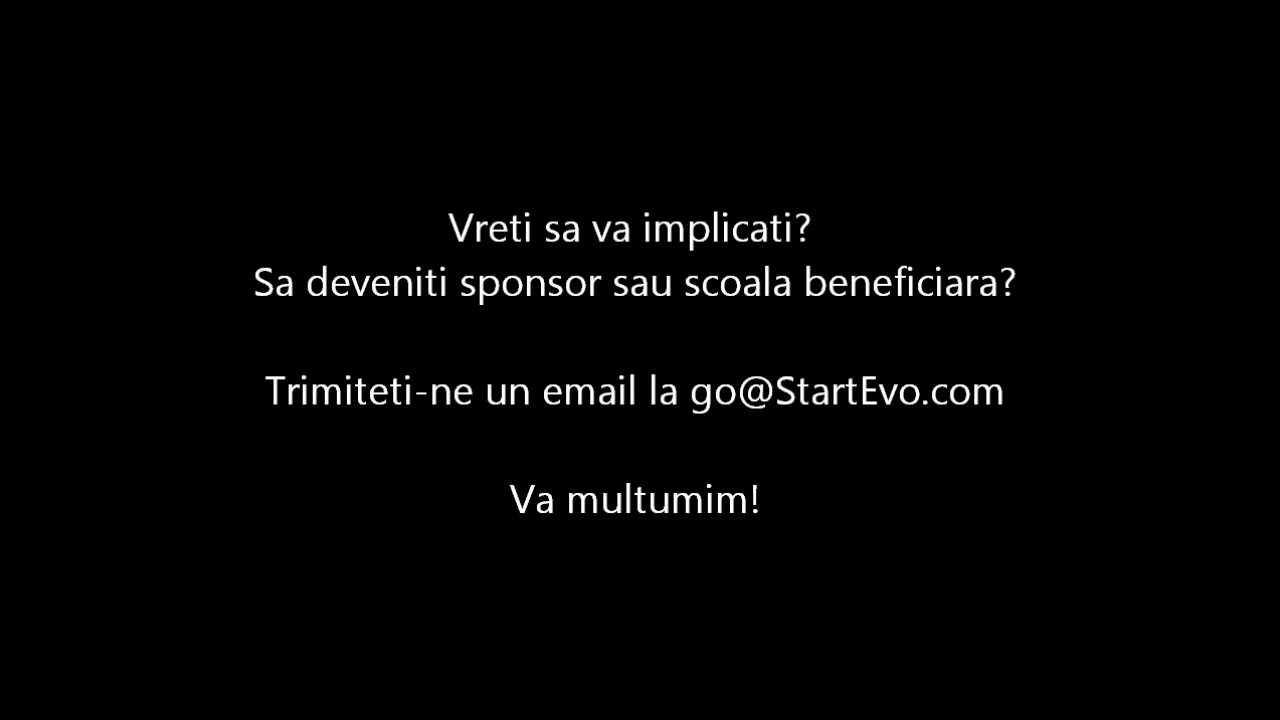 Vreti sa va implicati?
Sa deveniti sponsor sau scoala beneficiara?
Trimiteti-ne un email la go@StartEvo.com
Va multumim!